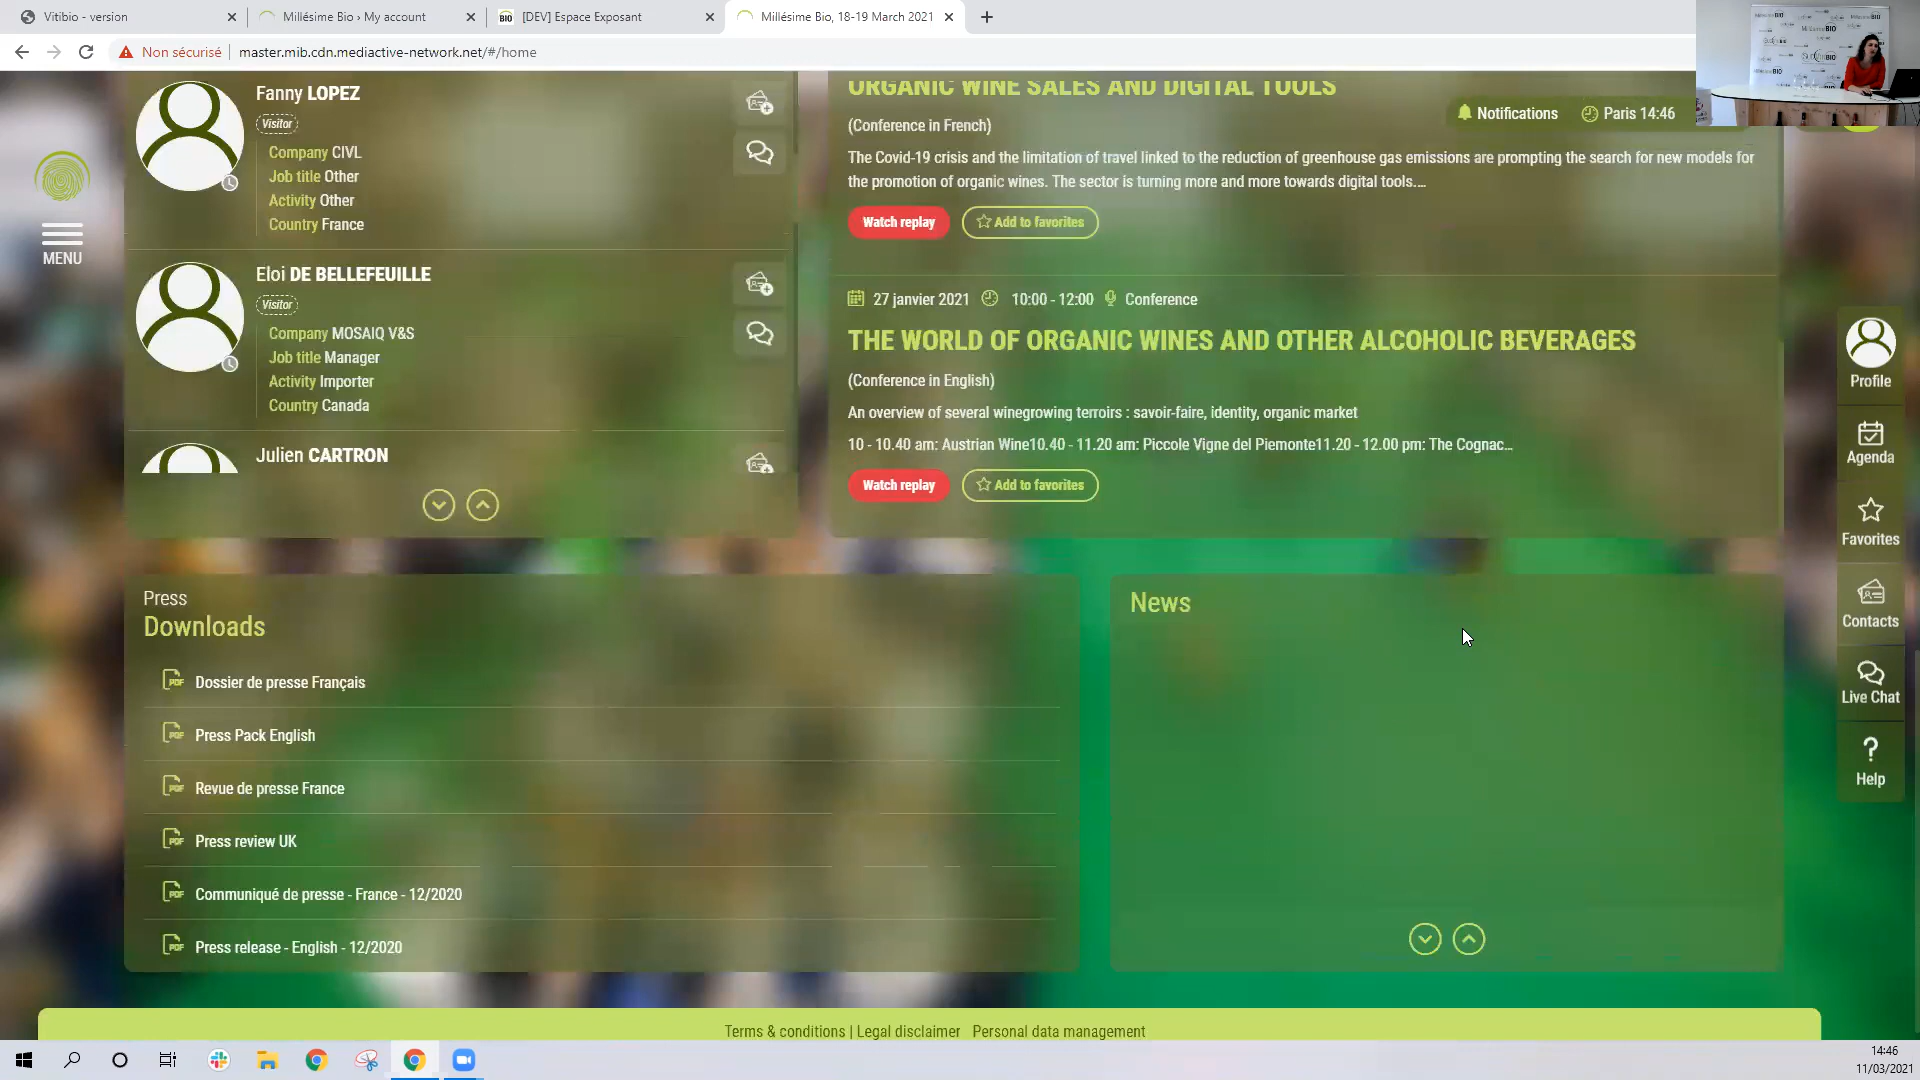 Vitibio - version
Millésime Bio › My account
[DEV] Espace Exposant
Millésime Bio, 18-19 March 2021
Non sécurisé
master.mib.cdn.mediactive-network.net/#/home
Notifications
Paris 14:46
MENU
Fanny LOPEZ
Visitor
Company CIVL
Job title Other
Activity Other
Country France
Eloi DE BELLEFEUILLE
Visitor
Company MOSAIQ V&S
Job title Manager
Activity Importer
Country Canada
Julien CARTRON
ORGANIC WINE SALES AND DIGITAL TOOLS
(Conference in French)
The Covid-19 crisis and the limitation of travel linked to the reduction of greenhouse gas emissions are prompting the search for new models for
the promotion of organic wines. The sector is turning more and more towards digital tools....
Watch replay
Add to favorites
27 janvier 2021 10:00 - 12:00 Conference
THE WORLD OF ORGANIC WINES AND OTHER ALCOHOLIC BEVERAGES
(Conference in English)
An overview of several winegrowing terroirs : savoir-faire, identity, organic market
10 - 10.40 am: Austrian Wine10.40 - 11.20 am: Piccole Vigne del Piemonte11.20 - 12.00 pm: The Cognac...
Watch replay
Add to favorites
Press
Downloads
Dossier de presse Français
Press Pack English
Revue de presse France
Press review UK
Communiqué de presse - France - 12/2020
Press release - English - 12/2020
News
Profile
Agenda
Favorites
Contacts
Live Chat
Help
Terms & conditions | Legal disclaimer Personal data management
14:46
11/03/2021